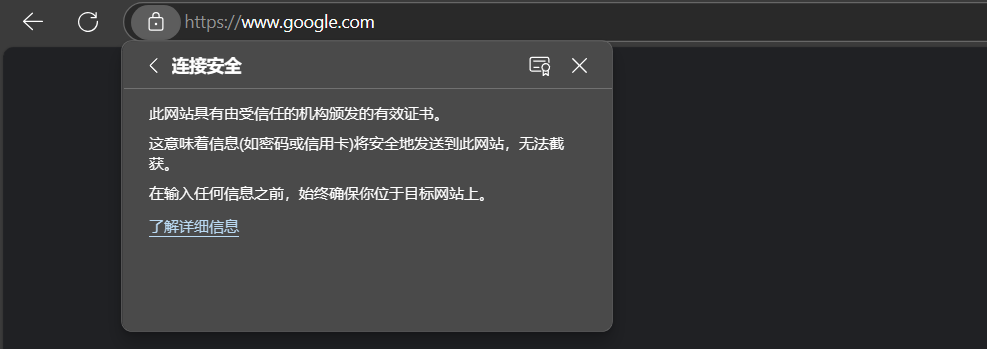 https://www.google.com
连接安全
此网站具有由受信任的机构颁发的有效证书。
这意味着信息(如密码或信用卡)将安全地发送到此网站，无法截
获。
在输入任何信息之前，始终确保你位于目标网站上。
了解详细信息